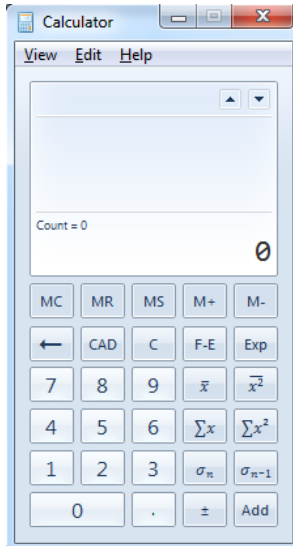 Calculator
View Edit Help
Count = 0
0
MC MR MS M+ M-
← CAD C F-E Exp
7 8 9 x̅ x̅²
4 5 6 ∑x ∑x²
1 2 3 σₙ σₙ₋₁
0 . ± Add